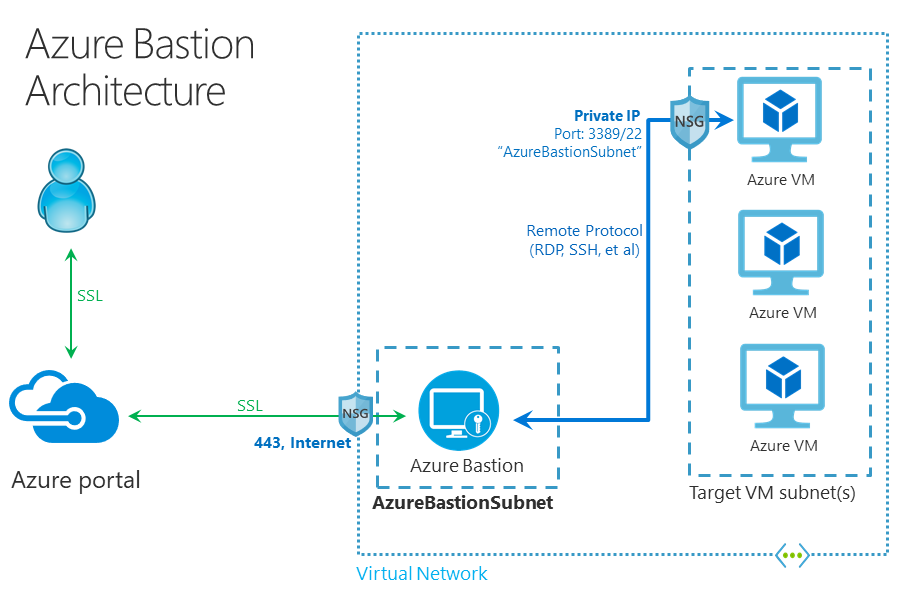 Azure Bastion
Architecture
SSL
Azure portal
SSL
443, Internet
NSG
Azure Bastion
AzureBastionSubnet
Private IP
Port: 3389/22
“AzureBastionSubnet”
Remote Protocol
(RDP, SSH, et al)
NSG
Azure VM
Azure VM
Azure VM
Target VM subnet(s)
Virtual Network